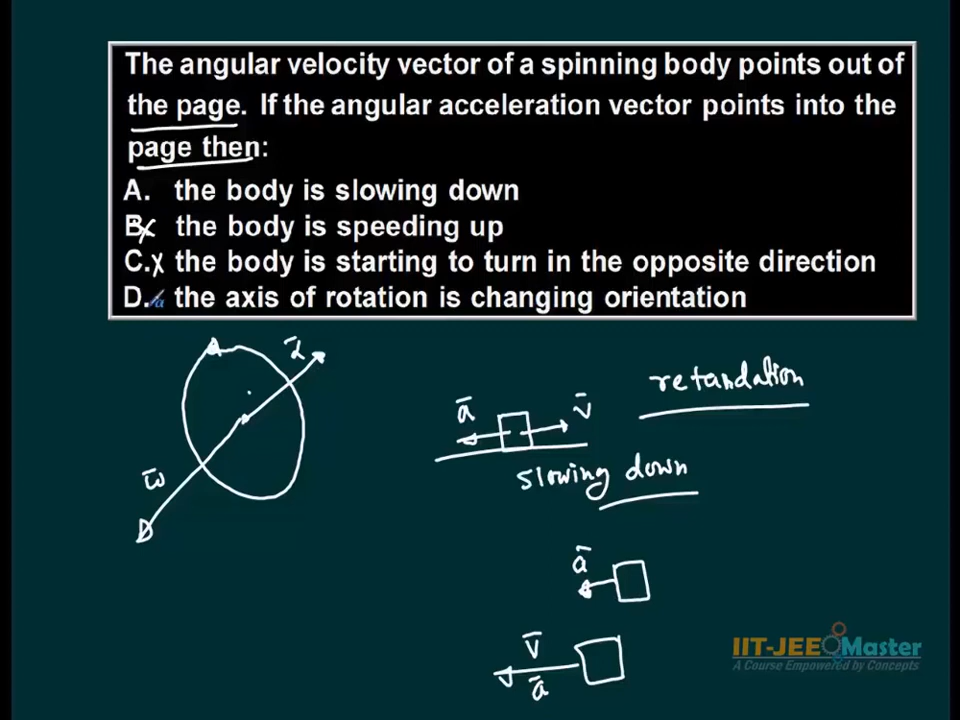 The angular velocity vector of a spinning body points out of
the page. If the angular acceleration vector points into the
page then:
A. the body is slowing down
B. the body is speeding up
C. the body is starting to turn in the opposite direction
D. the axis of rotation is changing orientation
retardation
ā
v̄
slowing down
ω̄
ᾱ
ā
v̄
ā
IIT-JEE Master
A Course Empowered by Concepts